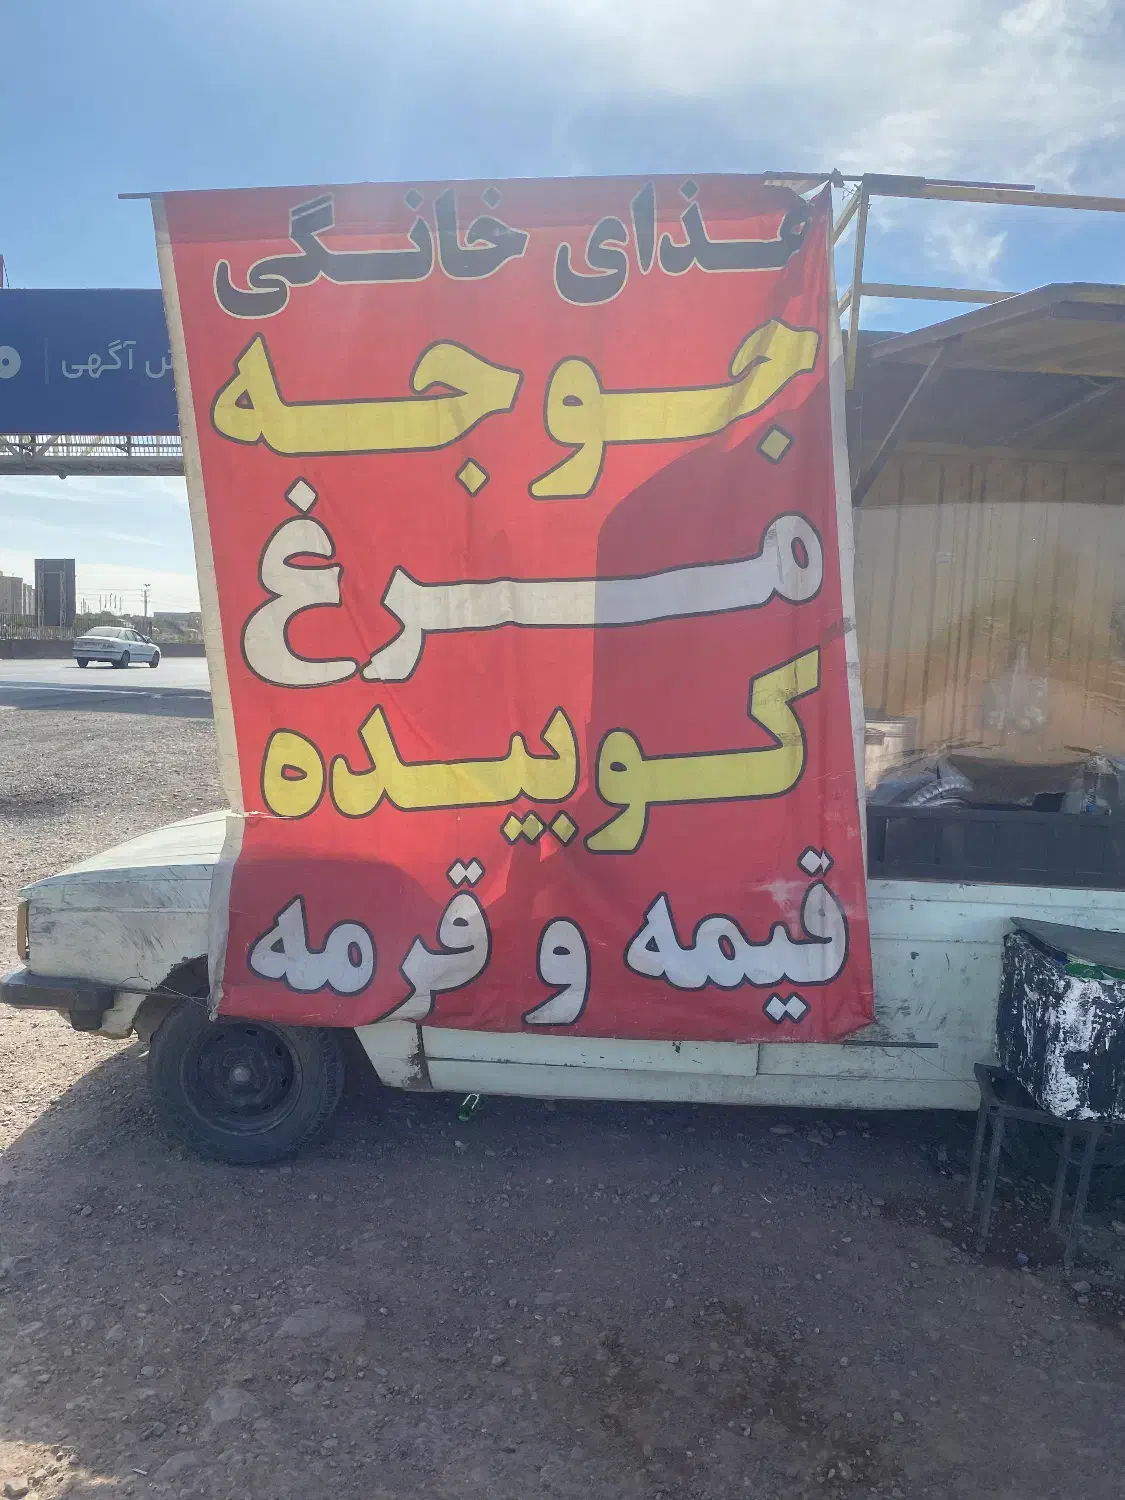 غذای خانگی
جوجه
مرغ
کوبیده
قیمه و قرمه
آگهی